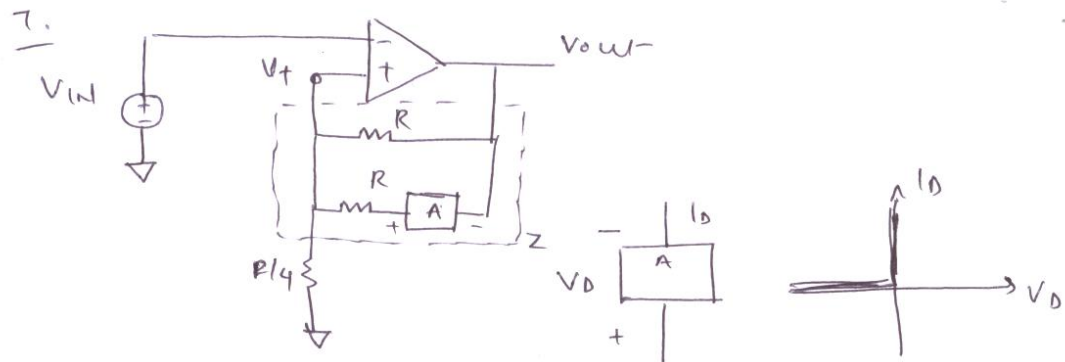 7.
Vout
V+
VIN
+
-
-
+
R
R
A
+
-
Z
R/4
ID
-
A
VD
+
ID
VD